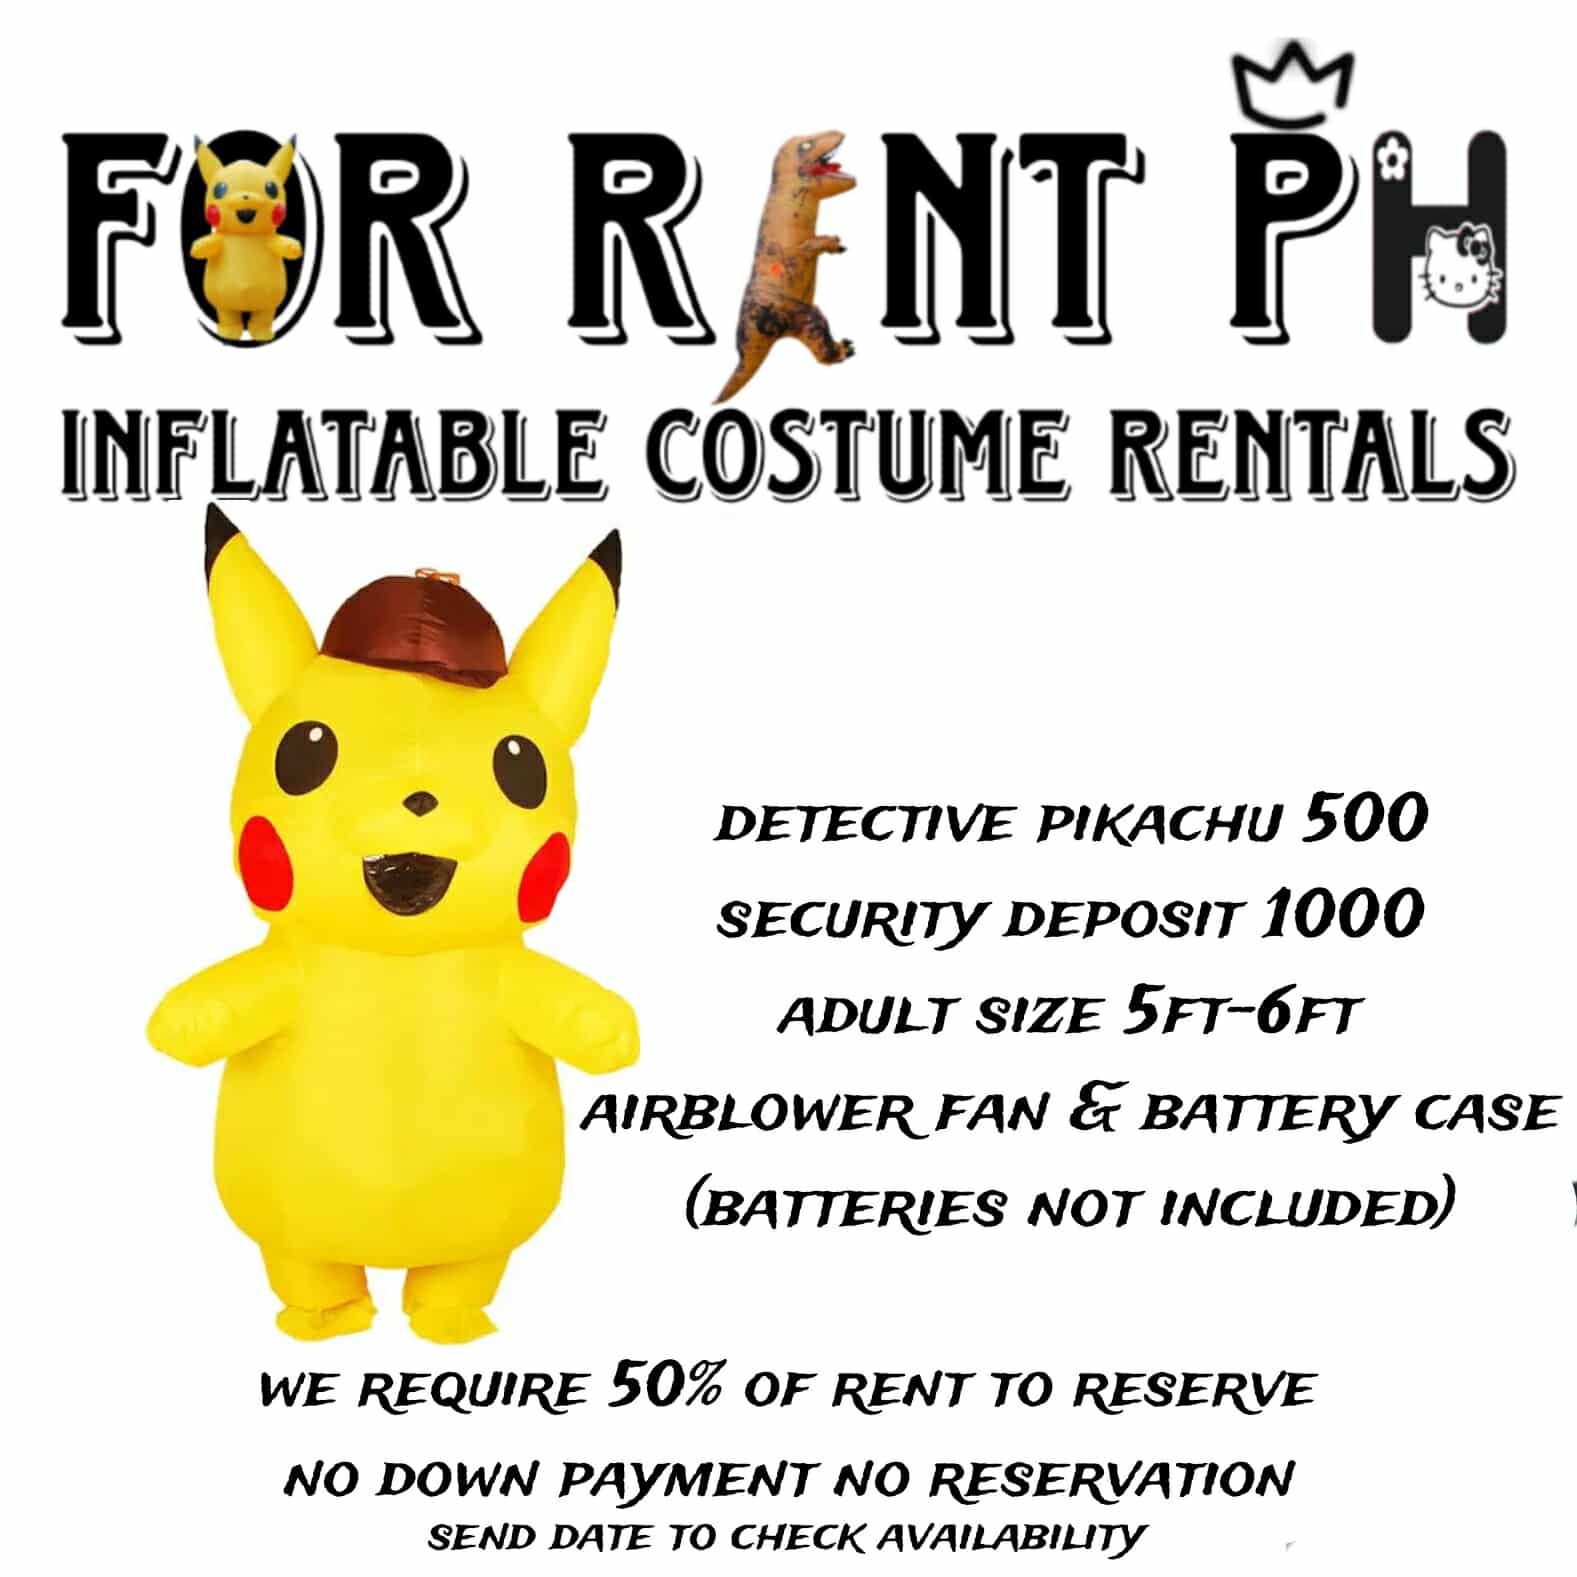 FOR RENT PH
INFLATABLE COSTUME RENTALS
DETECTIVE PIKACHU 500
SECURITY DEPOSIT 1000
ADULT SIZE 5FT-6FT
AIRBLOWER FAN & BATTERY CASE
(BATTERIES NOT INCLUDED)
WE REQUIRE 50% OF RENT TO RESERVE
NO DOWN PAYMENT NO RESERVATION
SEND DATE TO CHECK AVAILABILITY